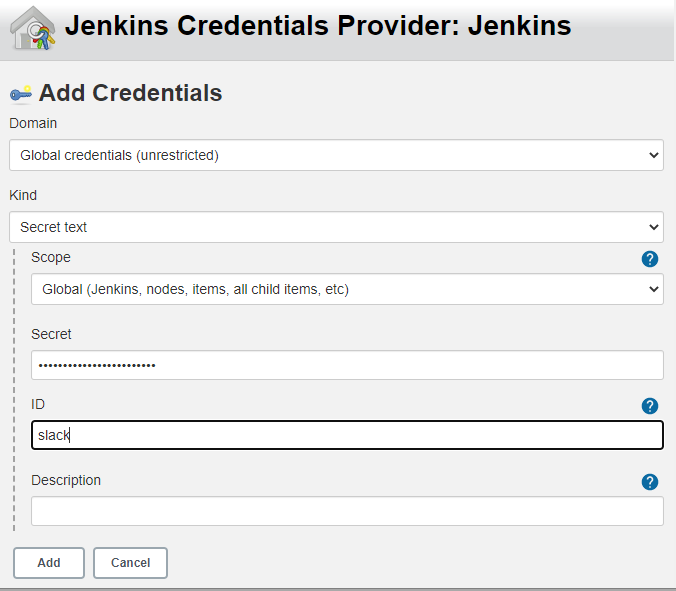 Jenkins Credentials Provider: Jenkins
Add Credentials
Domain
Global credentials (unrestricted)
Kind
Secret text
Scope
?
Global (Jenkins, nodes, items, all child items, etc)
Secret
••••••••••••••••••••••••
ID
?
slack
Description
?
Add
Cancel